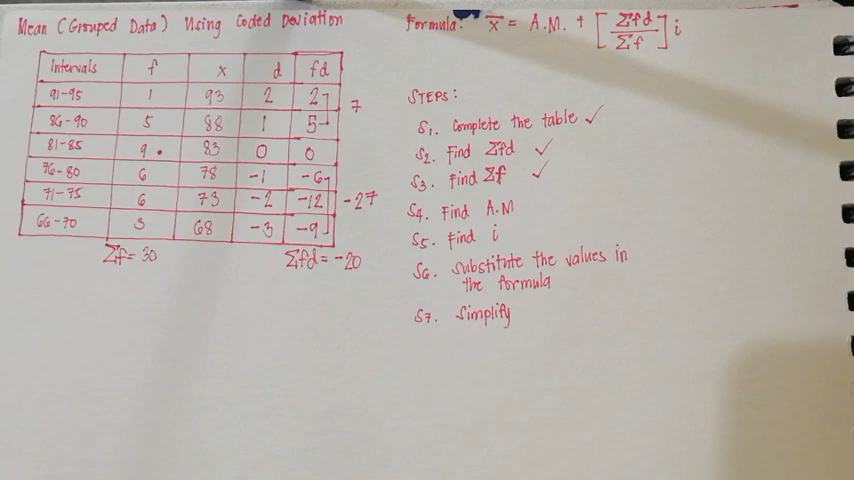 Mean (Grouped Data) Using Coded Deviation
Intervals f x d fd
91-95 1 93 2 2
86-90 5 88 1 5
7
81-85 9 83 0 0
76-80 6 78 -1 -6
71-75 6 73 -2 -12
-27
66-70 3 68 -3 -9
Σf = 30 Σfd = -20
Formula: x̅ = A.M. + [Σfd/Σf] i
STEPS:
S1. Complete the table ✓
S2. Find Σfd ✓
S3. Find Σf ✓
S4. Find A.M
S5. Find i
S6. Substitute the values in
the formula
S7. Simplify